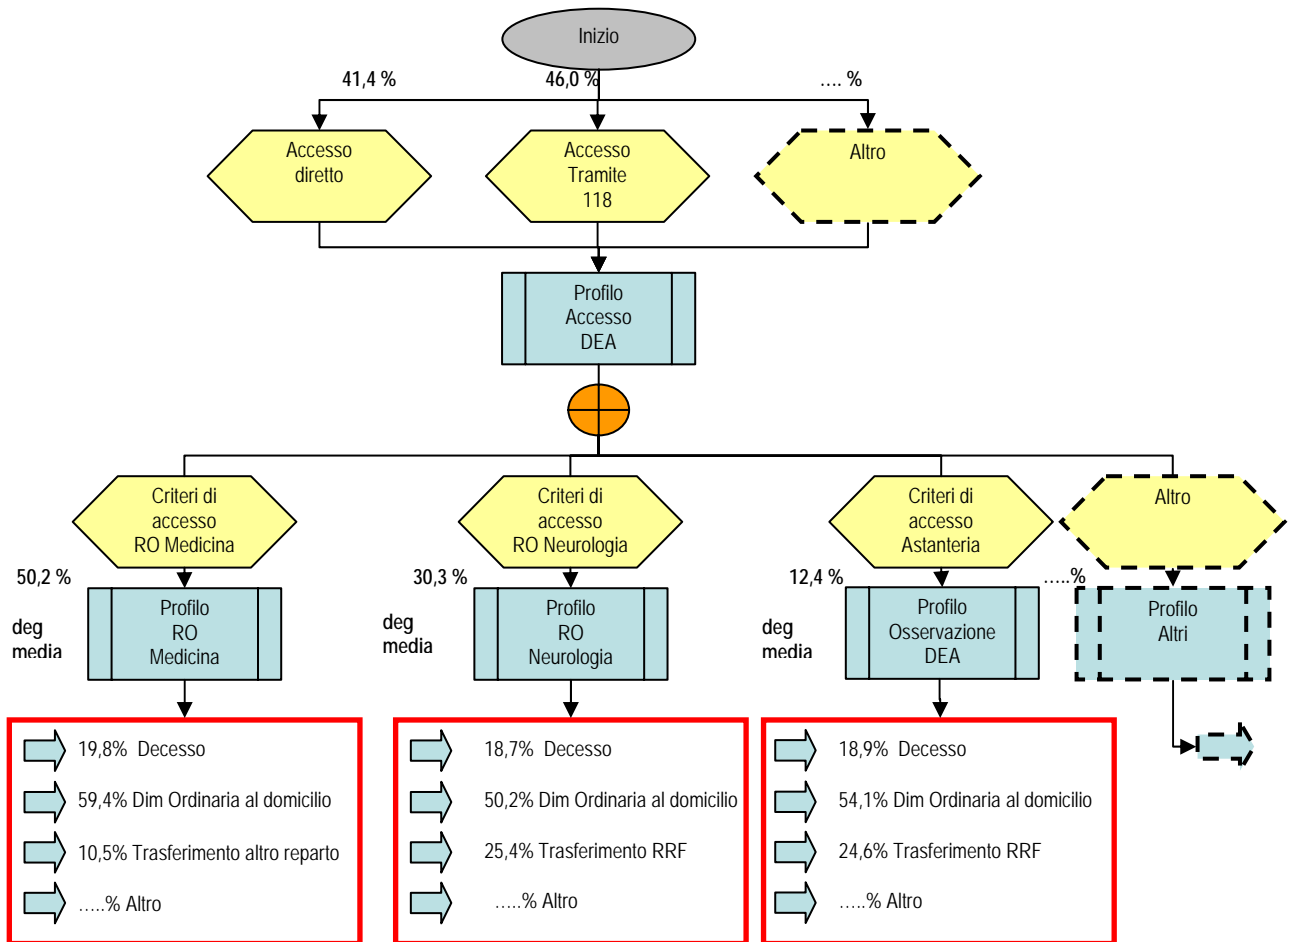 Inizio
41,4 %
46,0 %
.... %
Accesso
diretto
Accesso
Tramite
118
Altro
Profilo
Accesso
DEA
Criteri di
accesso
RO Medicina
Criteri di
accesso
RO Neurologia
Criteri di
accesso
Astanteria
Altro
50,2 %
30,3 %
12,4 %
.....%
deg
media
Profilo
RO
Medicina
deg
media
Profilo
RO
Neurologia
deg
media
Profilo
Osservazione
DEA
Profilo
Altri
19,8% Decesso
59,4% Dim Ordinaria al domicilio
10,5% Trasferimento altro reparto
.....% Altro
18,7% Decesso
50,2% Dim Ordinaria al domicilio
25,4% Trasferimento RRF
.....% Altro
18,9% Decesso
54,1% Dim Ordinaria al domicilio
24,6% Trasferimento RRF
.....% Altro